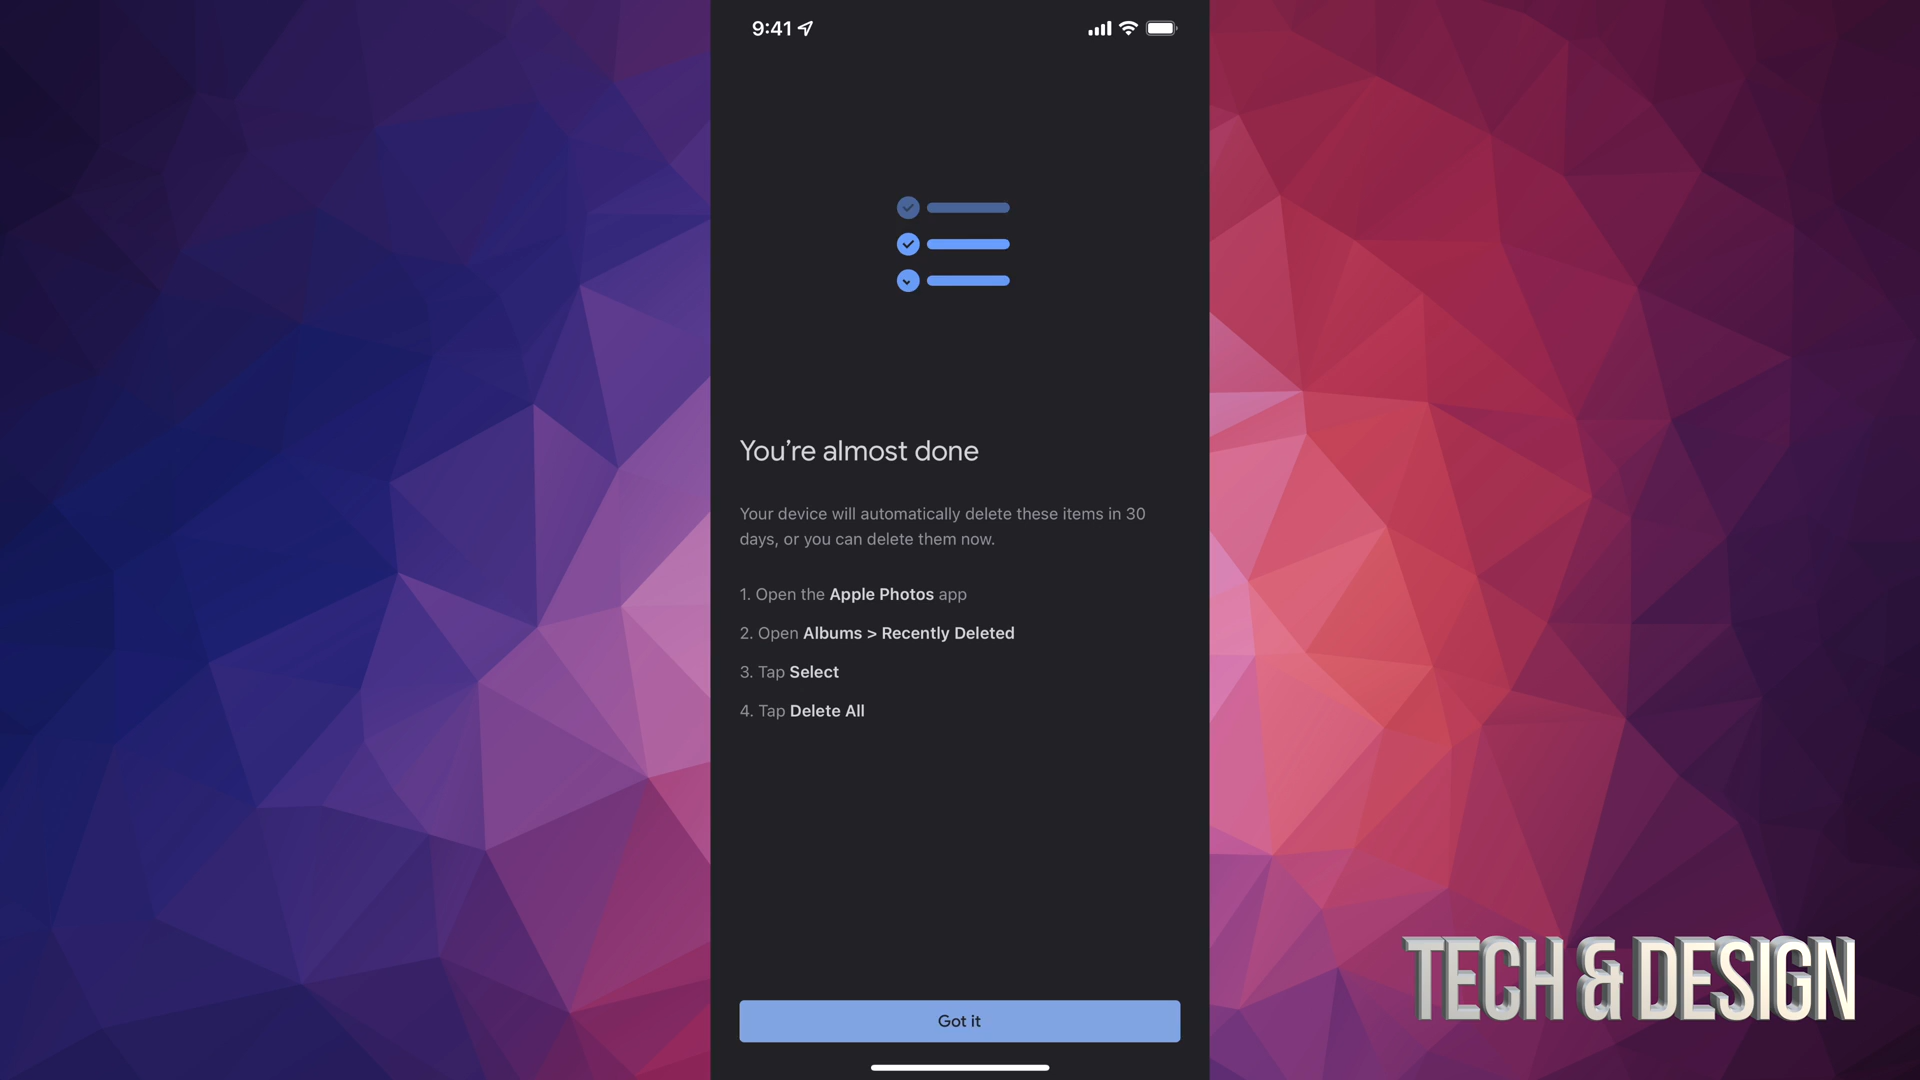 9:41
You're almost done
Your device will automatically delete these items in 30
days, or you can delete them now.
1. Open the Apple Photos app
2. Open Albums > Recently Deleted
3. Tap Select
4. Tap Delete All
Got it
TECH & DESIGN